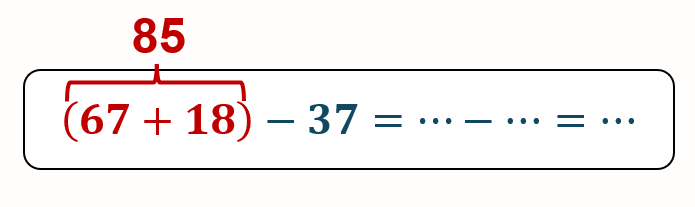 85
(67 + 18) − 37 = ⋯ − ⋯ = ⋯